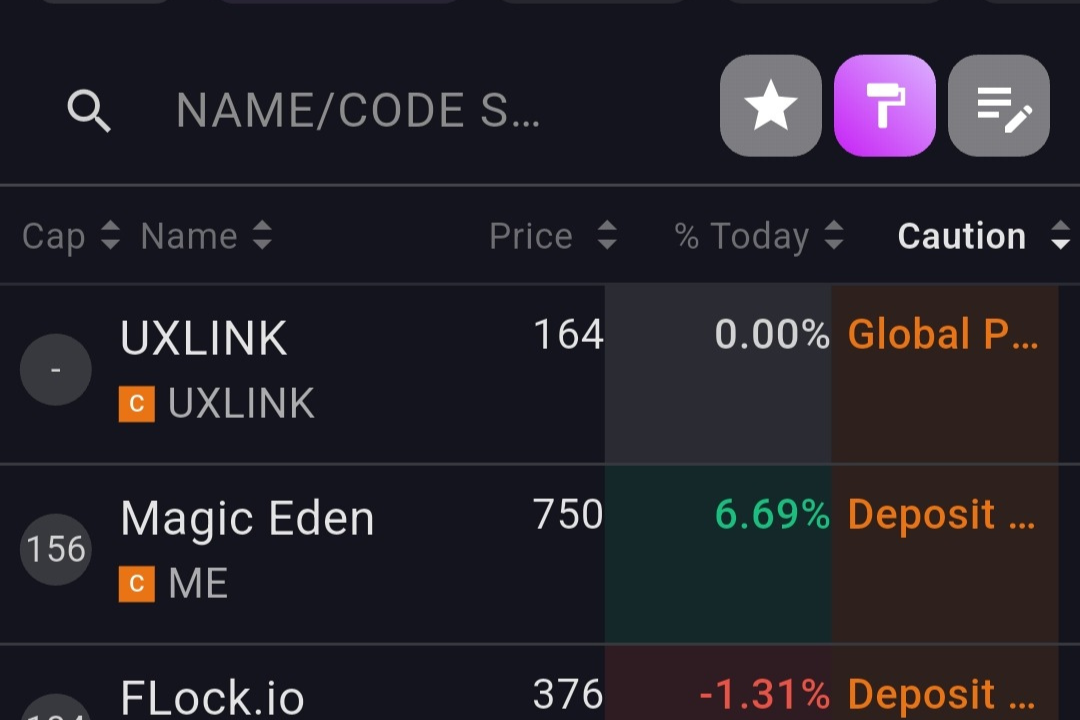 NAME/CODE S...
Cap Name Price % Today Caution
- UXLINK 164 0.00% Global P...
C UXLINK
156 Magic Eden 750 6.69% Deposit ...
C ME
FLock.io 376 -1.31% Deposit ...